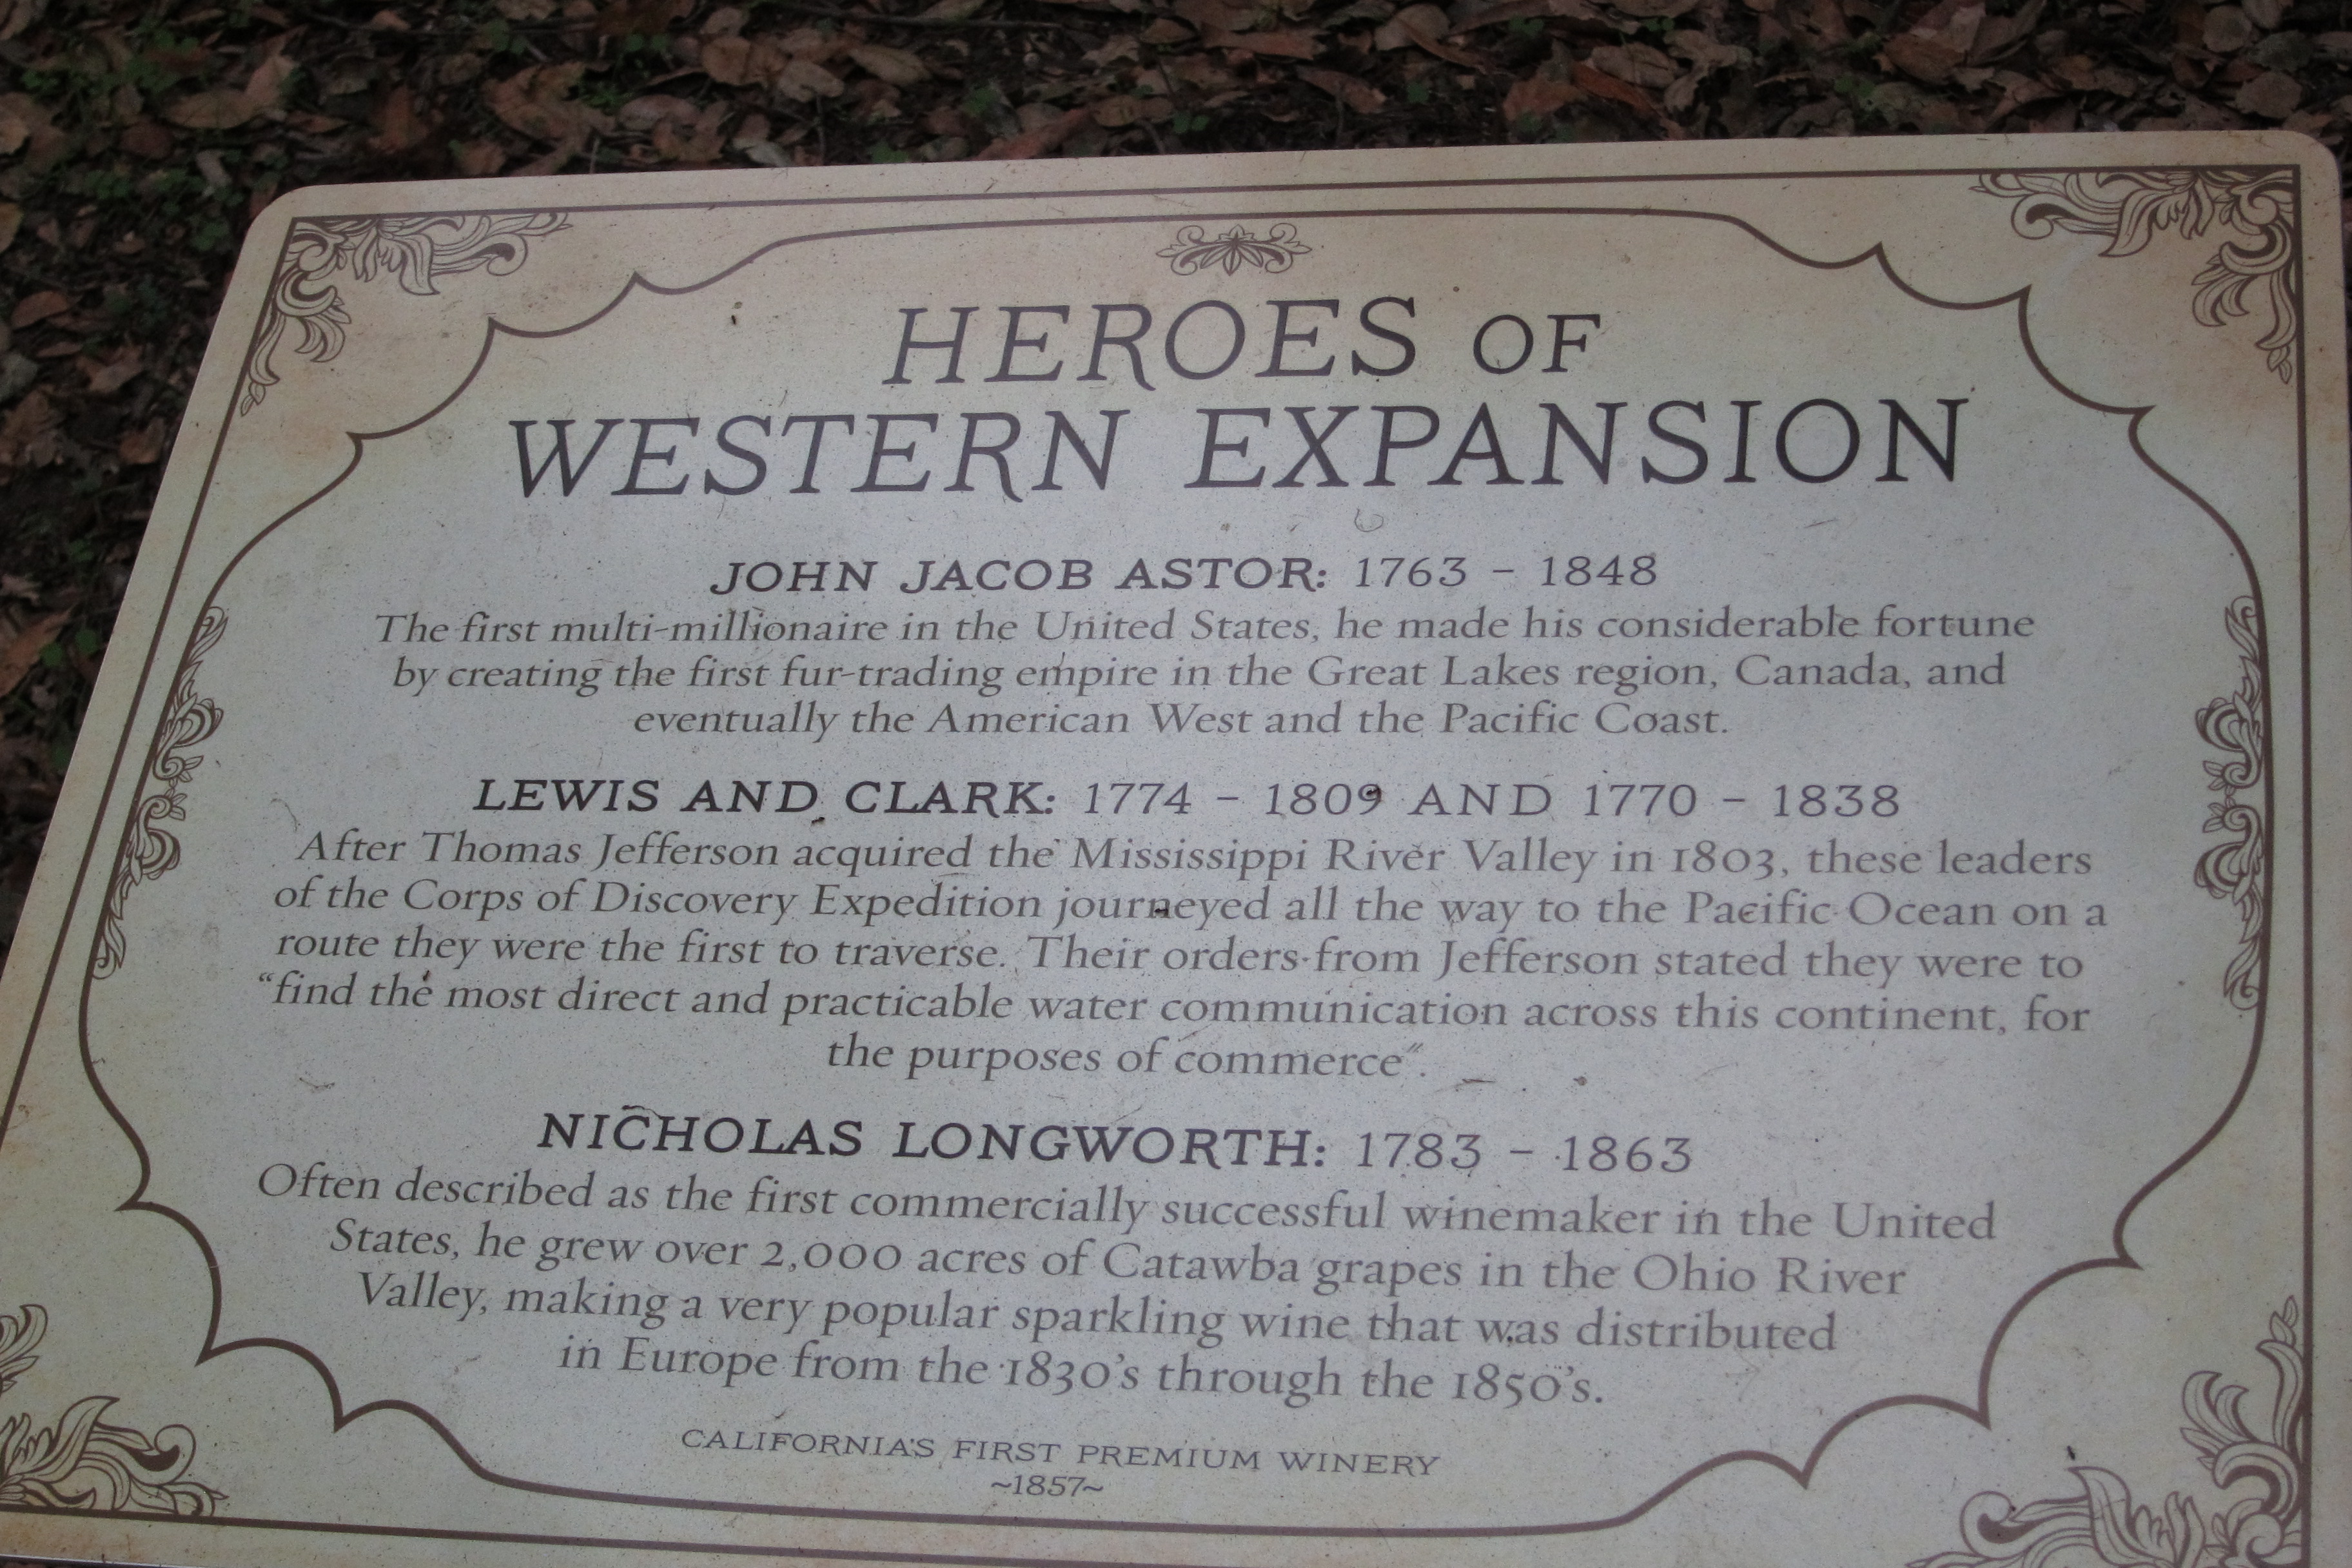 HEROES OF
WESTERN EXPANSION
JOHN JACOB ASTOR: 1763 – 1848
The first multi-millionaire in the United States, he made his considerable fortune
by creating the first fur-trading empire in the Great Lakes region, Canada, and
eventually the American West and the Pacific Coast.
LEWIS AND CLARK: 1774 – 1809 AND 1770 – 1838
After Thomas Jefferson acquired the Mississippi River Valley in 1803, these leaders
of the Corps of Discovery Expedition journeyed all the way to the Pacific Ocean on a
route they were the first to traverse. Their orders from Jefferson stated they were to
“find the most direct and practicable water communication across this continent, for
the purposes of commerce”.
NICHOLAS LONGWORTH: 1783 – 1863
Often described as the first commercially successful winemaker in the United
States, he grew over 2,000 acres of Catawba grapes in the Ohio River
Valley, making a very popular sparkling wine that was distributed
in Europe from the 1830’s through the 1850’s.
CALIFORNIA'S FIRST PREMIUM WINERY
~1857~